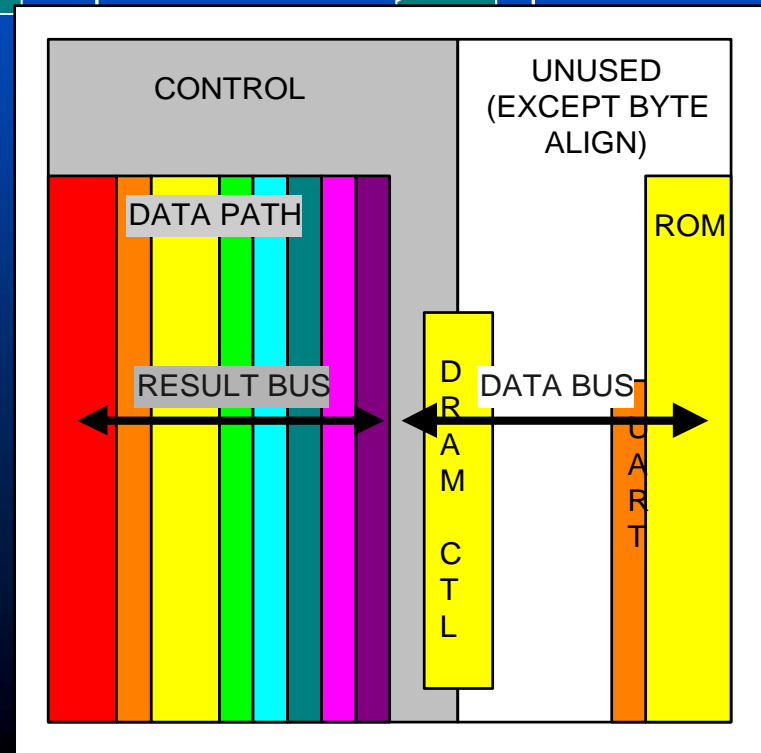 CONTROL
UNUSED
(EXCEPT BYTE
ALIGN)
DATA PATH
ROM
RESULT BUS
DATA BUS
D
R
A
M
C
T
L
U
A
R
T